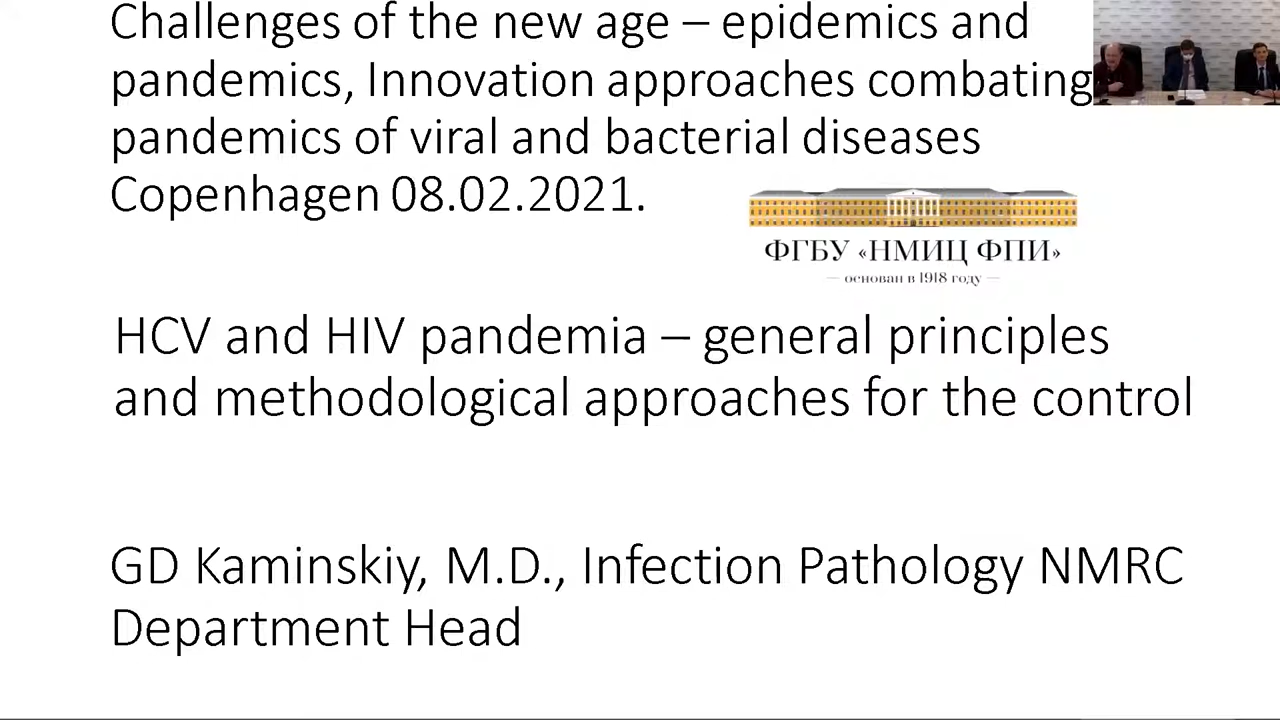 Challenges of the new age – epidemics and
pandemics, Innovation approaches combating
pandemics of viral and bacterial diseases
Copenhagen 08.02.2021.
ФГБУ «НМИЦ ФПИ»
— основан в 1918 году —
HCV and HIV pandemia – general principles
and methodological approaches for the control
GD Kaminskiy, M.D., Infection Pathology NMRC
Department Head